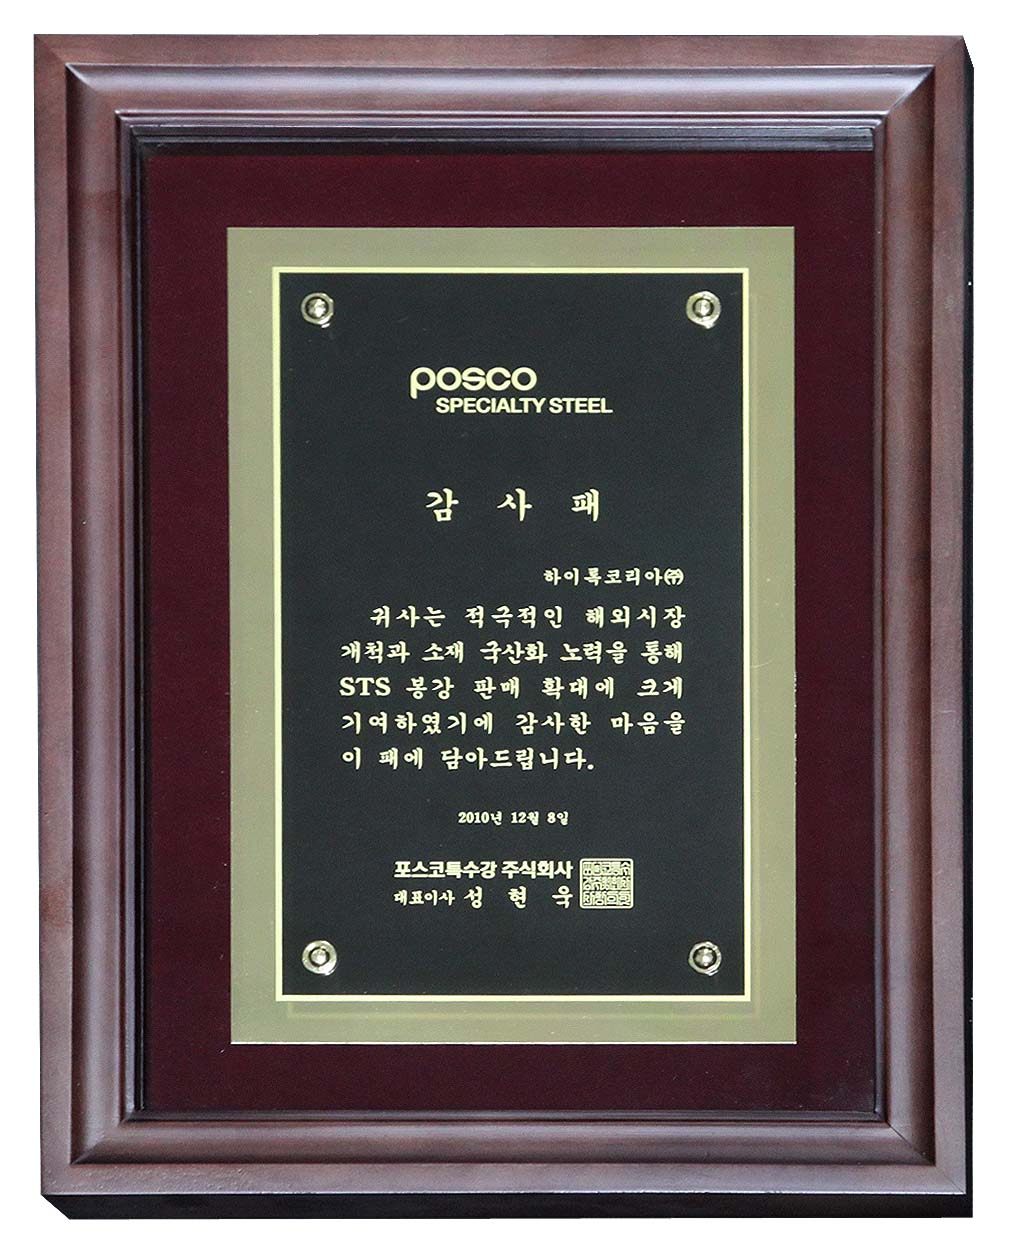 posco
SPECIALTY STEEL
감 사 패
하이록코리아㈜
귀사는 적극적인 해외시장
개척과 소재 국산화 노력을 통해
STS 봉강 판매 확대에 크게
기여하였기에 감사한 마음을
이 패에 담아드립니다.
2010년 12월 8일
포스코특수강 주식회사
대표이사 성 현 욱